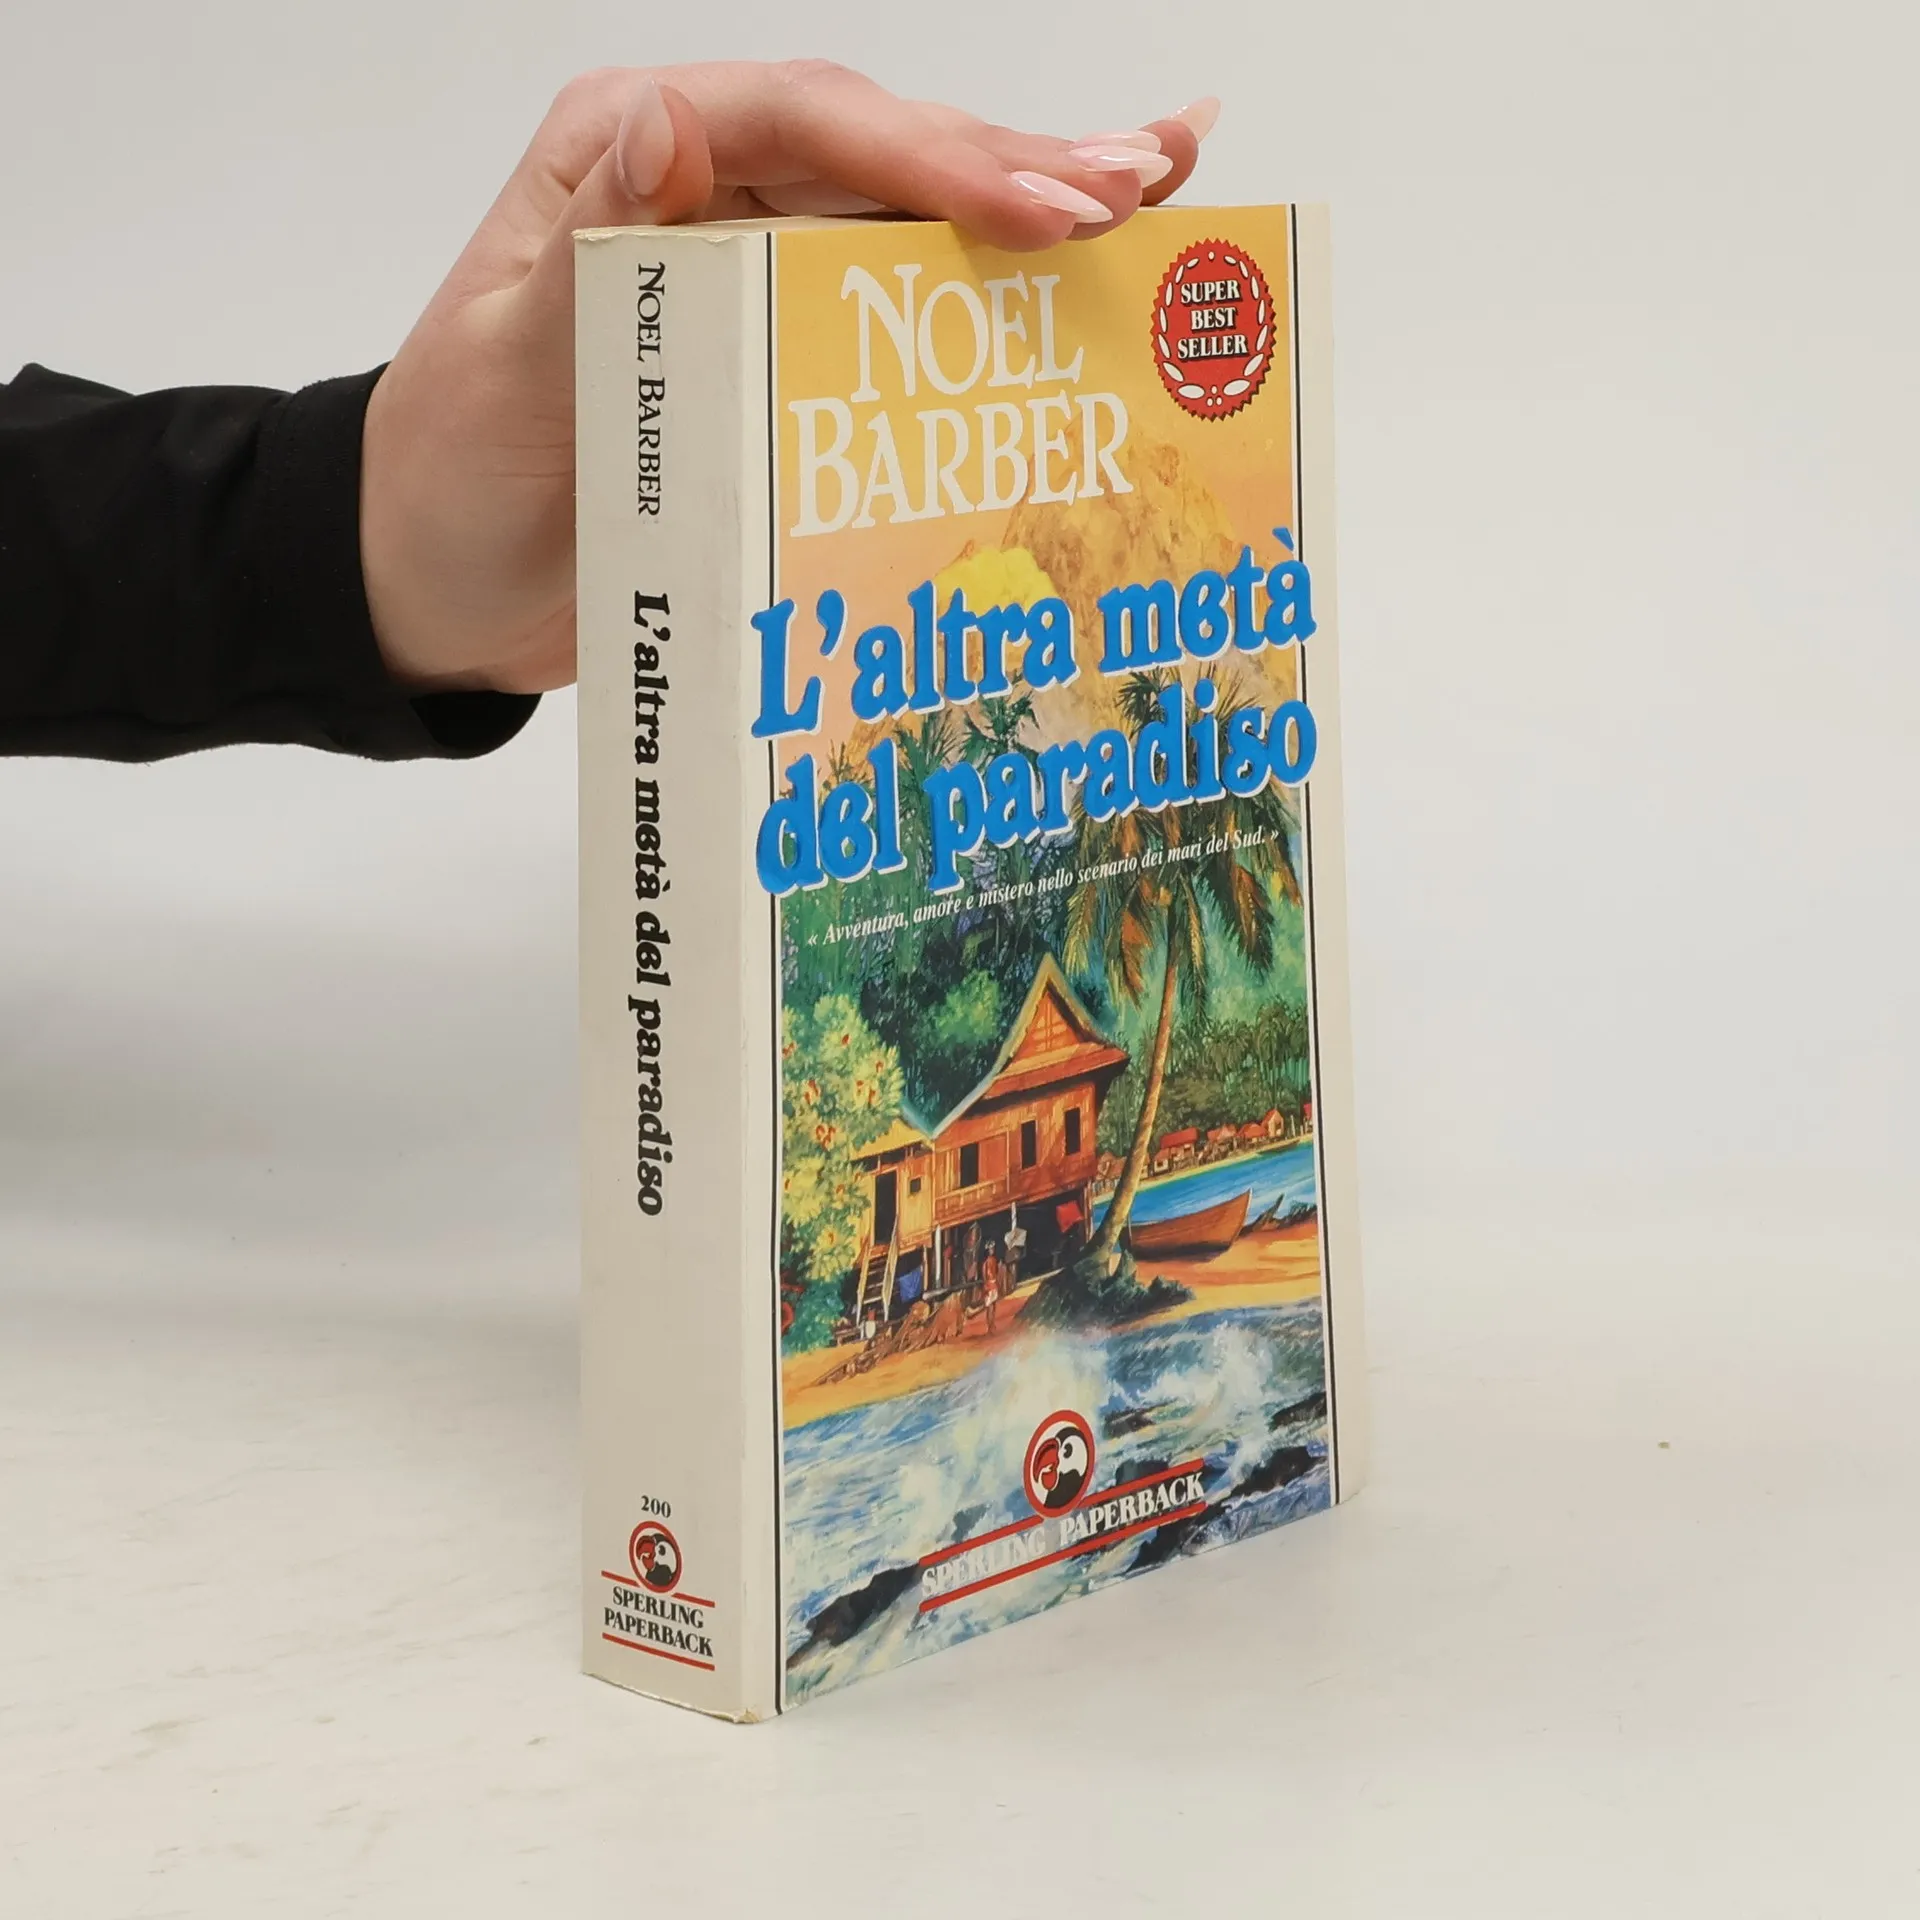 NOEL BARBER
L'altra metà del paradiso
200
SPERLING
PAPERBACK
NOEL
BARBER
SUPER
BEST
SELLER
L'altra metà
del paradiso
« Avventura, amore e mistero nello scenario dei mari del Sud. »
SPERLING PAPERBACK